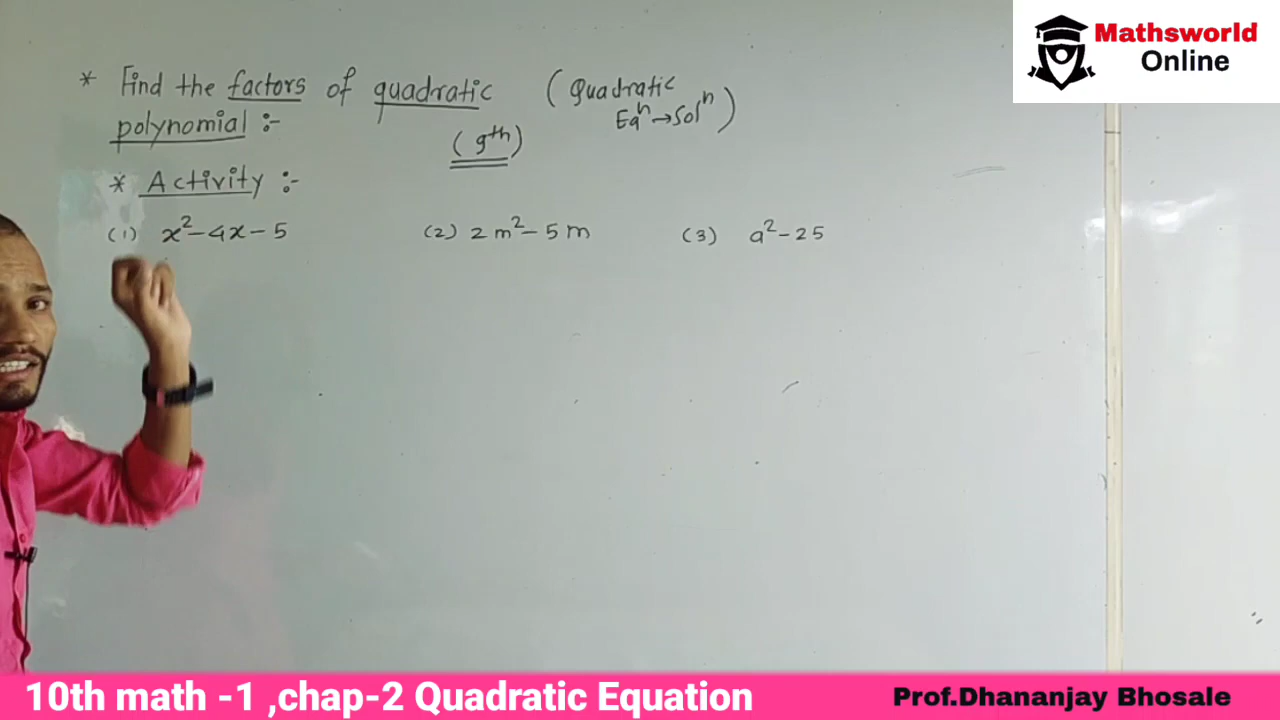 Mathsworld
Online
* Find the factors of quadratic (Quadratic
polynomial :- Eqⁿ→Solⁿ)
(9th)
* Activity :-
(1) x²-4x-5 (2) 2m²-5m (3) a²-25
10th math -1 ,chap-2 Quadratic Equation
Prof.Dhananjay Bhosale